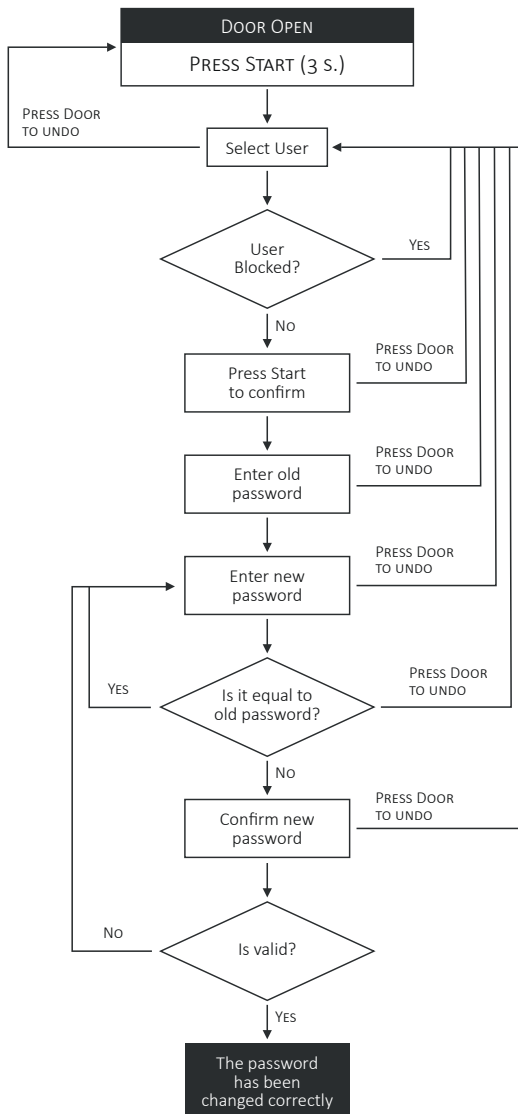 Door Open
Press Start (3 s.)
Press Door
to undo
Select User
User
Blocked?
Yes
No
Press Start
to confirm
Press Door
to undo
Enter old
password
Press Door
to undo
Enter new
password
Press Door
to undo
Is it equal to
old password?
Yes
Press Door
to undo
No
Confirm new
password
Press Door
to undo
Is valid?
No
Yes
The password
has been
changed correctly